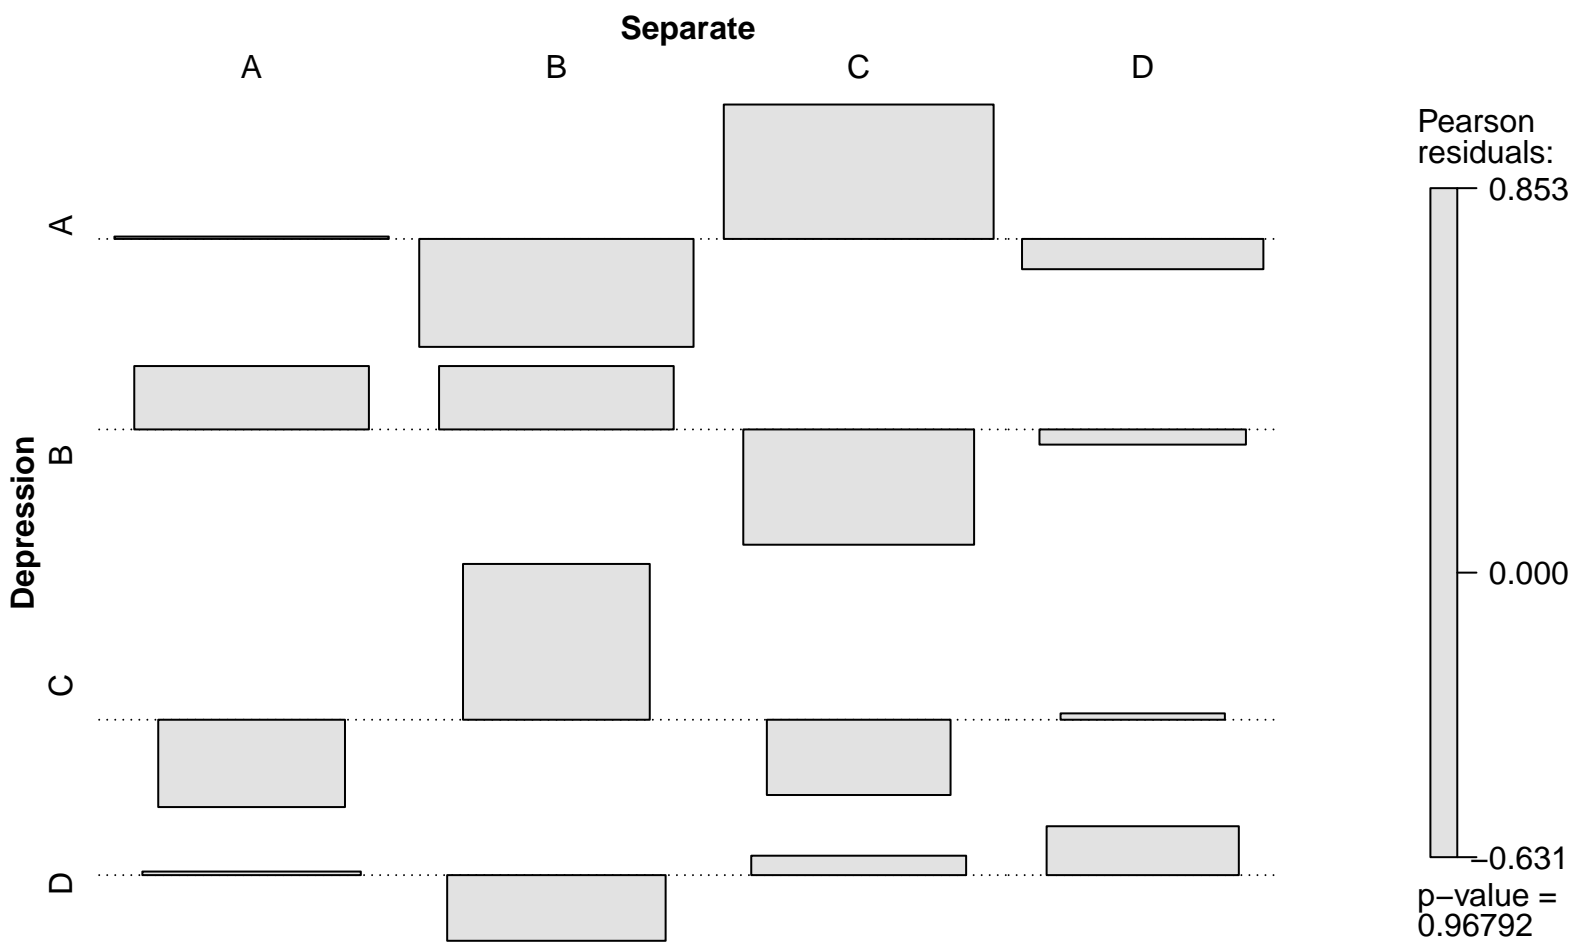 Separate
A B C D
Depression
A
B
C
D
Pearson
residuals:
0.853
0.000
−0.631
p−value =
0.96792